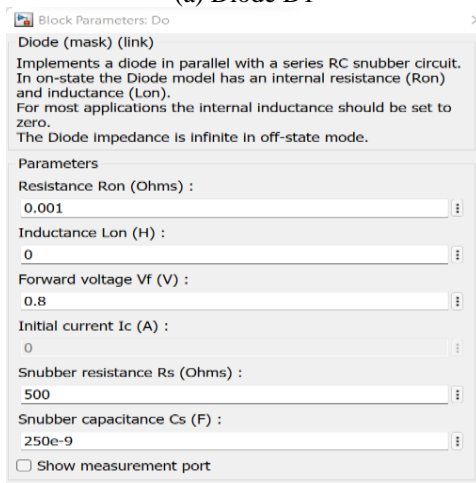 (a) Diode D1
Block Parameters: Do
Diode (mask) (link)
Implements a diode in parallel with a series RC snubber circuit.
In on-state the Diode model has an internal resistance (Ron)
and inductance (Lon).
For most applications the internal inductance should be set to
zero.
The Diode impedance is infinite in off-state mode.
Parameters
Resistance Ron (Ohms) :
0.001
Inductance Lon (H) :
0
Forward voltage Vf (V) :
0.8
Initial current Ic (A) :
0
Snubber resistance Rs (Ohms) :
500
Snubber capacitance Cs (F) :
250e-9
Show measurement port